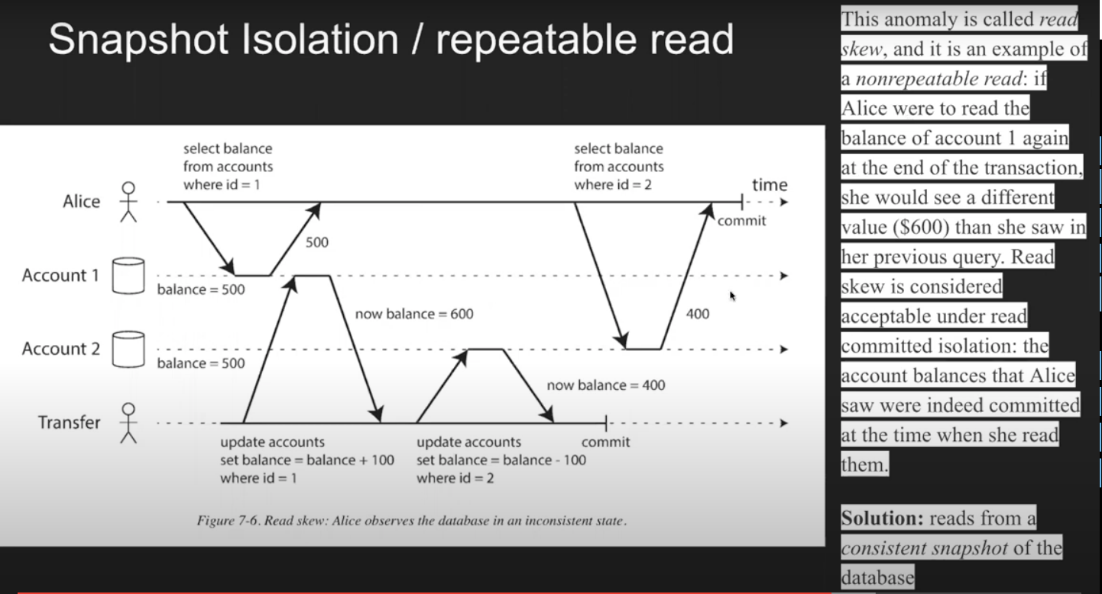 Snapshot Isolation / repeatable read
select balance
from accounts
where id = 1
select balance
from accounts
where id = 2
time
Alice
commit
500
Account 1
balance = 500
now balance = 600
400
Account 2
balance = 500
now balance = 400
Transfer
update accounts
set balance = balance + 100
where id = 1
update accounts
set balance = balance - 100
where id = 2
commit
Figure 7-6. Read skew: Alice observes the database in an inconsistent state.
This anomaly is called read
skew, and it is an example of
a nonrepeatable read: if
Alice were to read the
balance of account 1 again
at the end of the transaction,
she would see a different
value ($600) than she saw in
her previous query. Read
skew is considered
acceptable under read
committed isolation: the
account balances that Alice
saw were indeed committed
at the time when she read
them.
Solution: reads from a
consistent snapshot of the
database